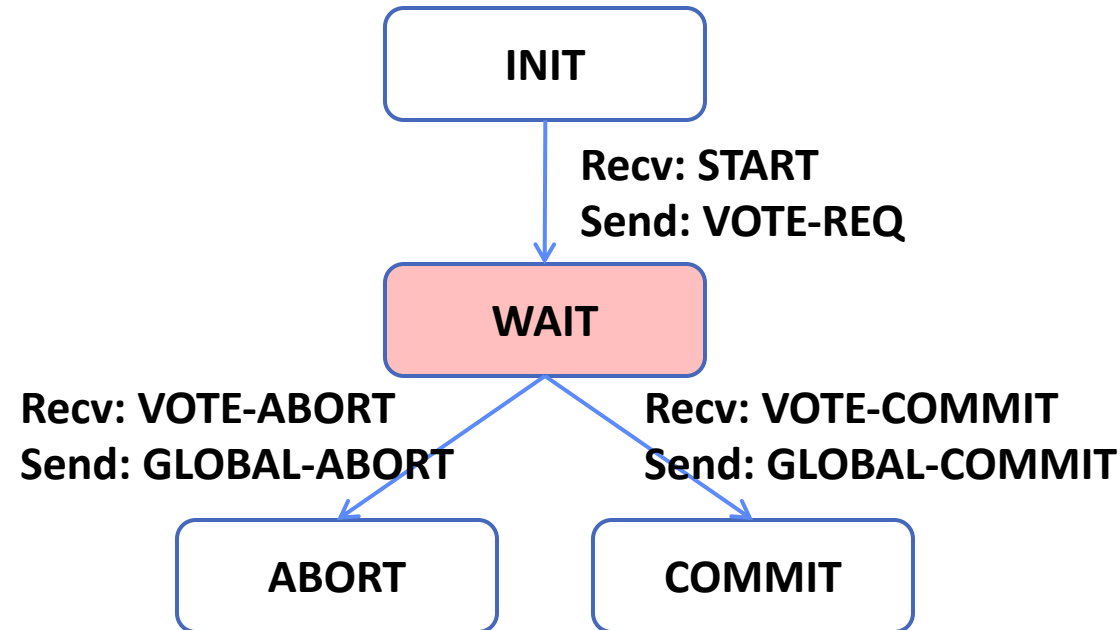 INIT
Recv: START
Send: VOTE-REQ
WAIT
Recv: VOTE-ABORT
Send: GLOBAL-ABORT
Recv: VOTE-COMMIT
Send: GLOBAL-COMMIT
ABORT
COMMIT